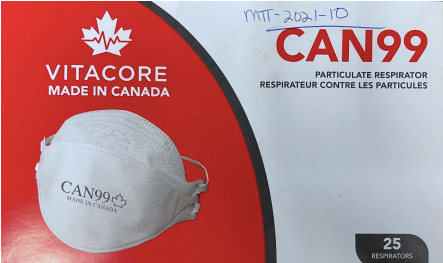 MTT-2021-10
VITACORE
MADE IN CANADA
CAN99
PARTICULATE RESPIRATOR
RESPIRATEUR CONTRE LES PARTICULES
CAN99
MADE IN CANADA
25
RESPIRATORS